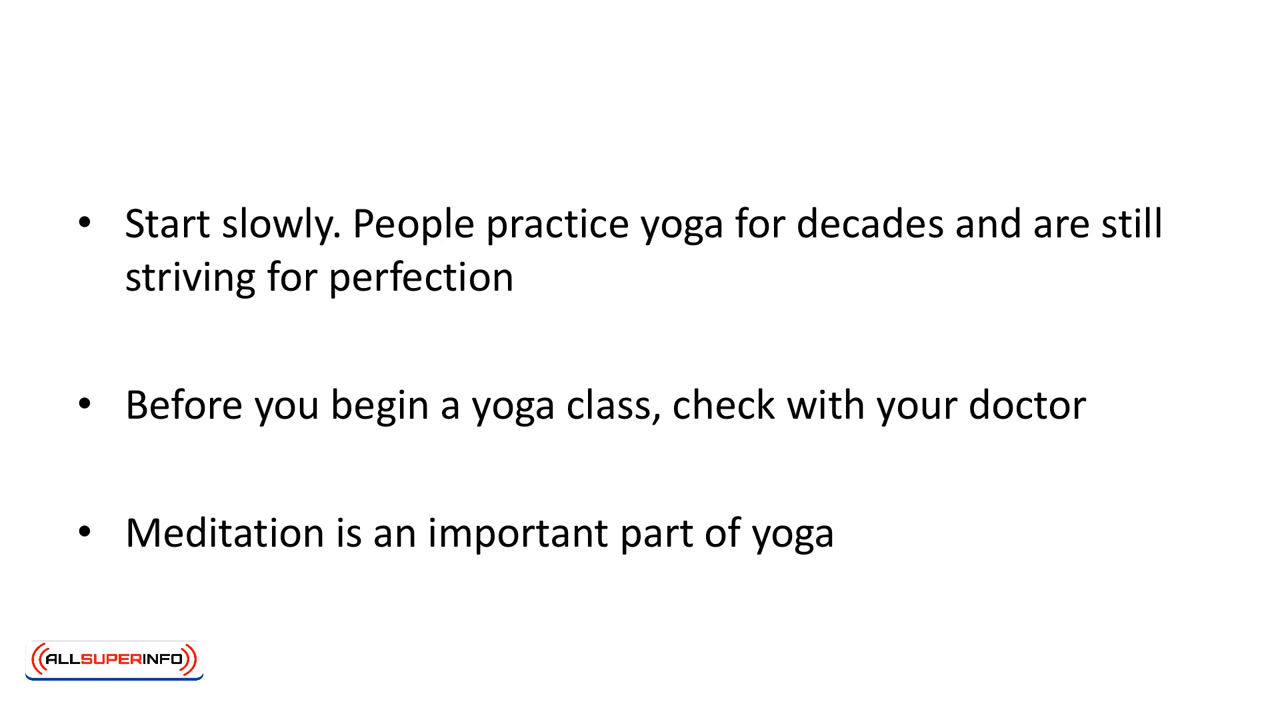 • Start slowly. People practice yoga for decades and are still
striving for perfection
• Before you begin a yoga class, check with your doctor
• Meditation is an important part of yoga
ALLSUPERINFO